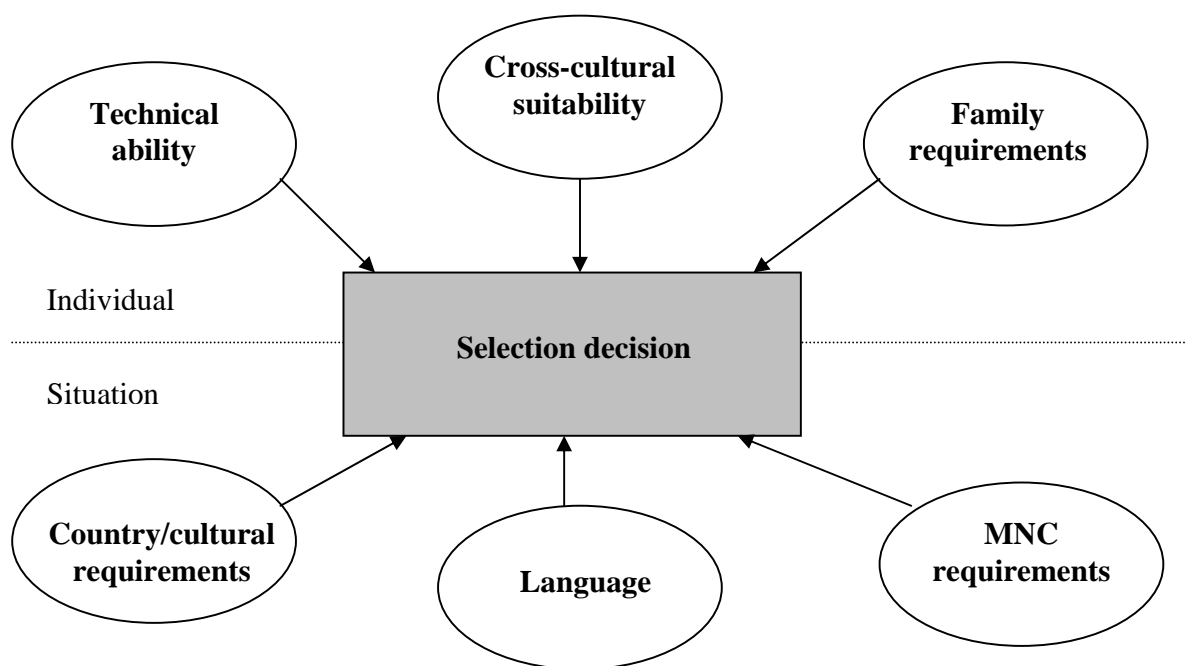 Technical
ability
Cross-cultural
suitability
Family
requirements
Individual
Selection decision
Situation
Country/cultural
requirements
Language
MNC
requirements